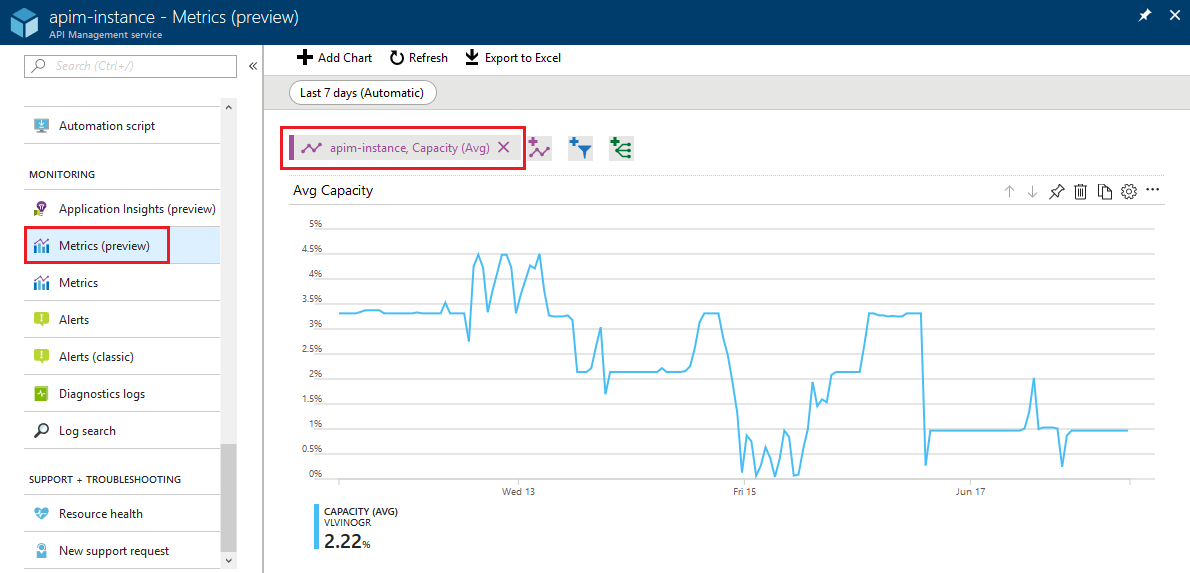 apim-instance - Metrics (preview)
API Management service
Search (Ctrl+/)
«
Automation script
MONITORING
Application Insights (preview)
Metrics (preview)
Metrics
Alerts
Alerts (classic)
Diagnostics logs
Log search
SUPPORT + TROUBLESHOOTING
Resource health
New support request
Add Chart
Refresh
Export to Excel
Last 7 days (Automatic)
apim-instance, Capacity (Avg)
Avg Capacity
5%
4.5%
4%
3.5%
3%
2.5%
2%
1.5%
1%
0.5%
0%
Wed 13
Fri 15
Jun 17
CAPACITY (AVG)
VLVINOGR
2.22%